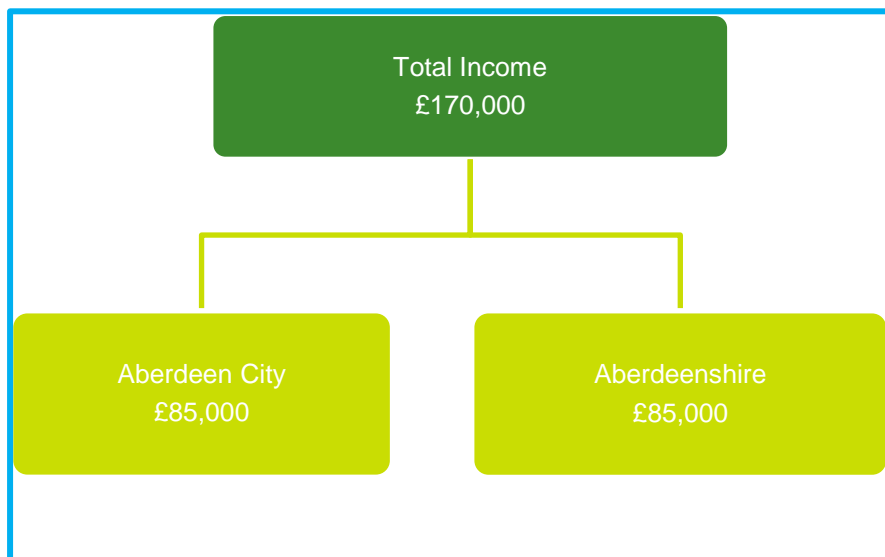 Total Income
£170,000
Aberdeen City
£85,000
Aberdeenshire
£85,000